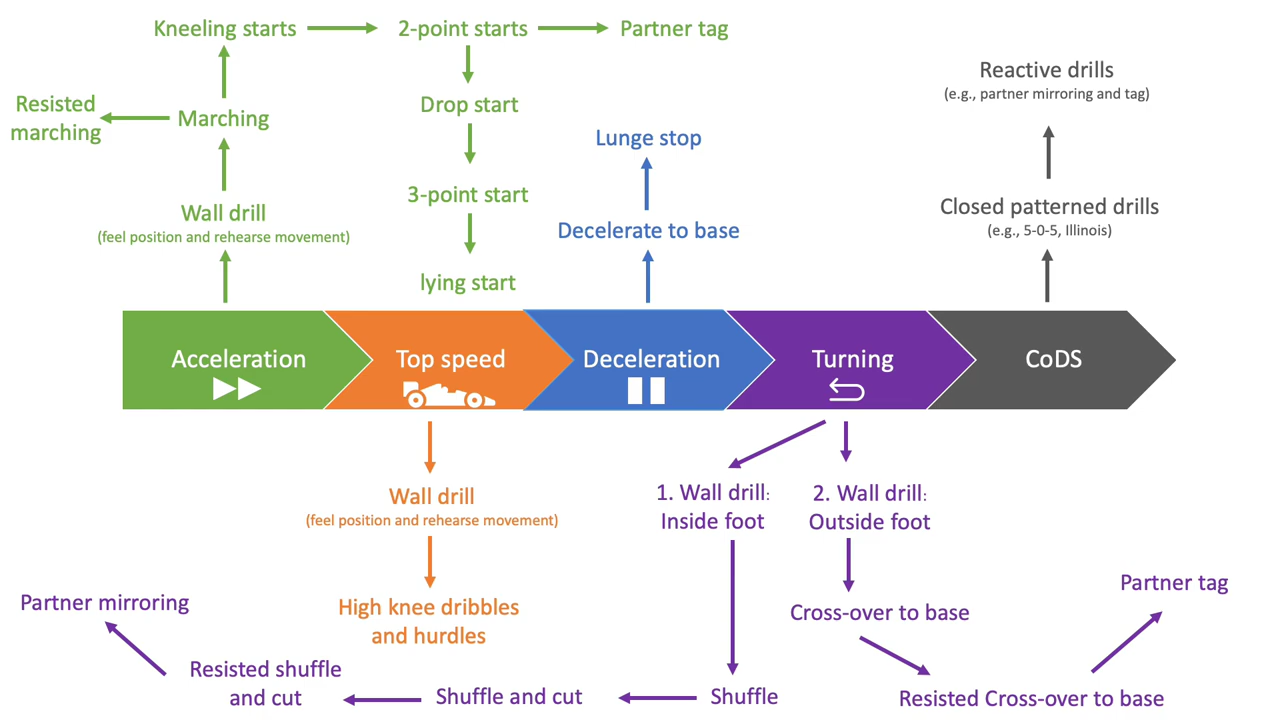 Kneeling starts
2-point starts
Partner tag
Reactive drills
(e.g., partner mirroring and tag)
Resisted
marching
Marching
Drop start
Lunge stop
3-point start
Wall drill
(feel position and rehearse movement)
Closed patterned drills
(e.g., 5-0-5, Illinois)
Decelerate to base
lying start
Acceleration
Top speed
Deceleration
Turning
CoDS
Wall drill
(feel position and rehearse movement)
1. Wall drill:
Inside foot
2. Wall drill:
Outside foot
High knee dribbles
and hurdles
Partner mirroring
Cross-over to base
Partner tag
Resisted shuffle
and cut
Shuffle and cut
Shuffle
Resisted Cross-over to base